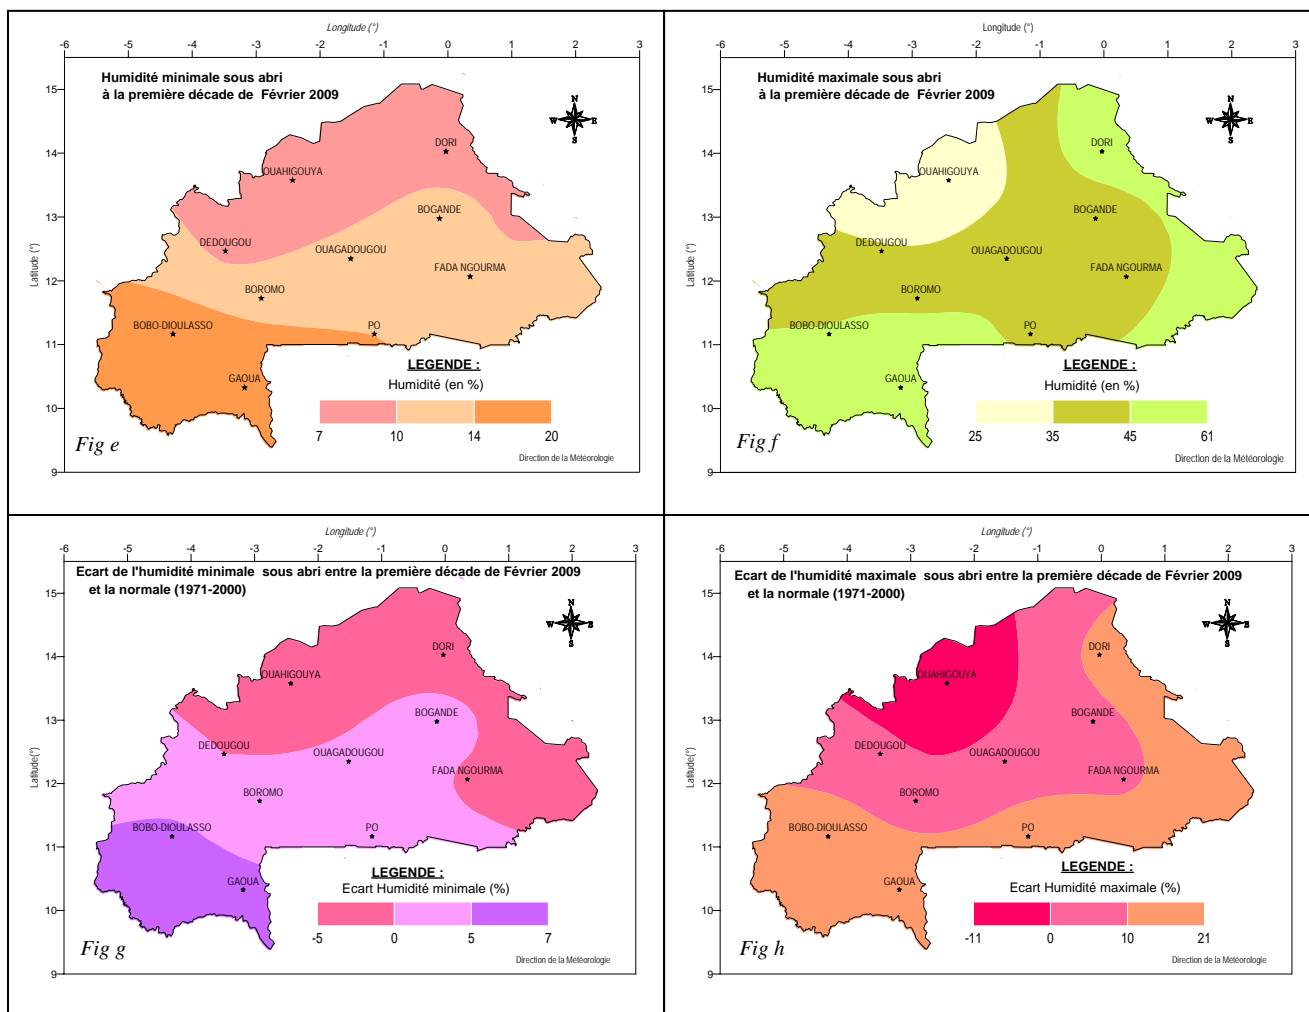 Longitude (°)
-6 -5 -4 -3 -2 -1 0 1 2 3
Humidité minimale sous abri
à la première décade de Février 2009
N
W E
S
15
14
13
12
11
10
9
Latitude (°)
DORI
OUAHIGOUYA
BOGANDE
DEDOUGOU
OUAGADOUGOU
FADA NGOURMA
BOROMO
BOBO-DIOULASSO
PO
GAOUA
LEGENDE :
Humidité (en %)
7 10 14 20
Fig e
Direction de la Météorologie
Longitude (°)
-6 -5 -4 -3 -2 -1 0 1 2 3
Humidité maximale sous abri
à la première décade de Février 2009
N
W E
S
15
14
13
12
11
10
9
Latitude (°)
DORI
OUAHIGOUYA
BOGANDE
DEDOUGOU
OUAGADOUGOU
FADA NGOURMA
BOROMO
BOBO-DIOULASSO
PO
GAOUA
LEGENDE :
Humidité (en %)
25 35 45 61
Fig f
Direction de la Météorologie
Longitude (°)
-6 -5 -4 -3 -2 -1 0 1 2 3
Ecart de l'humidité minimale sous abri entre la première décade de Février 2009
et la normale (1971-2000)
N
W E
S
15
14
13
12
11
10
9
Latitude(°)
DORI
OUAHIGOUYA
BOGANDE
DEDOUGOU
OUAGADOUGOU
FADA NGOURMA
BOROMO
BOBO-DIOULASSO
PO
GAOUA
LEGENDE :
Ecart Humidité minimale (%)
-5 0 5 7
Fig g
Direction de la Météorologie
Longitude (°)
-6 -5 -4 -3 -2 -1 0 1 2 3
Ecart de l'humidité maximale sous abri entre la première décade de Février 2009
et la normale (1971-2000)
N
W E
S
15
14
13
12
11
10
9
Latitude(°)
DORI
OUAHIGOUYA
BOGANDE
DEDOUGOU
OUAGADOUGOU
FADA NGOURMA
BOROMO
BOBO-DIOULASSO
PO
GAOUA
LEGENDE :
Ecart Humidité maximale (%)
-11 0 10 21
Fig h
Direction de la Météorologie